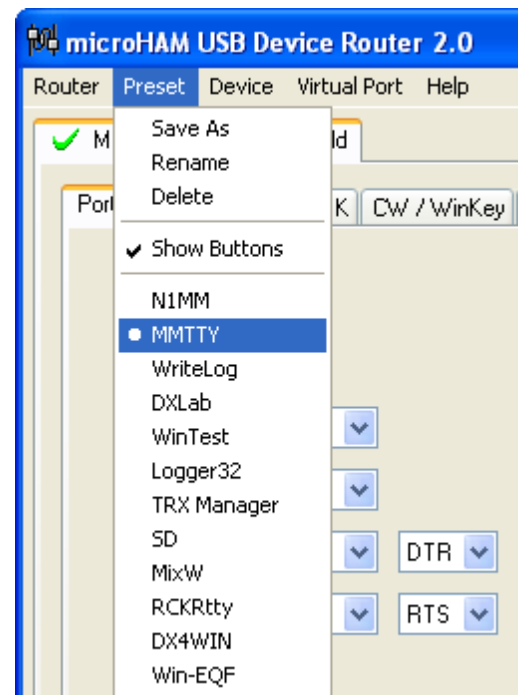 microHAM USB Device Router 2.0
Router Preset Device Virtual Port Help
M ld
Port K CW / WinKey
Save As
Rename
Delete
Show Buttons
N1MM
MMTTY
WriteLog
DXLab
WinTest
Logger32
TRX Manager
SD
DTR
MixW
RCKRtty
RTS
DX4WIN
Win-EQF